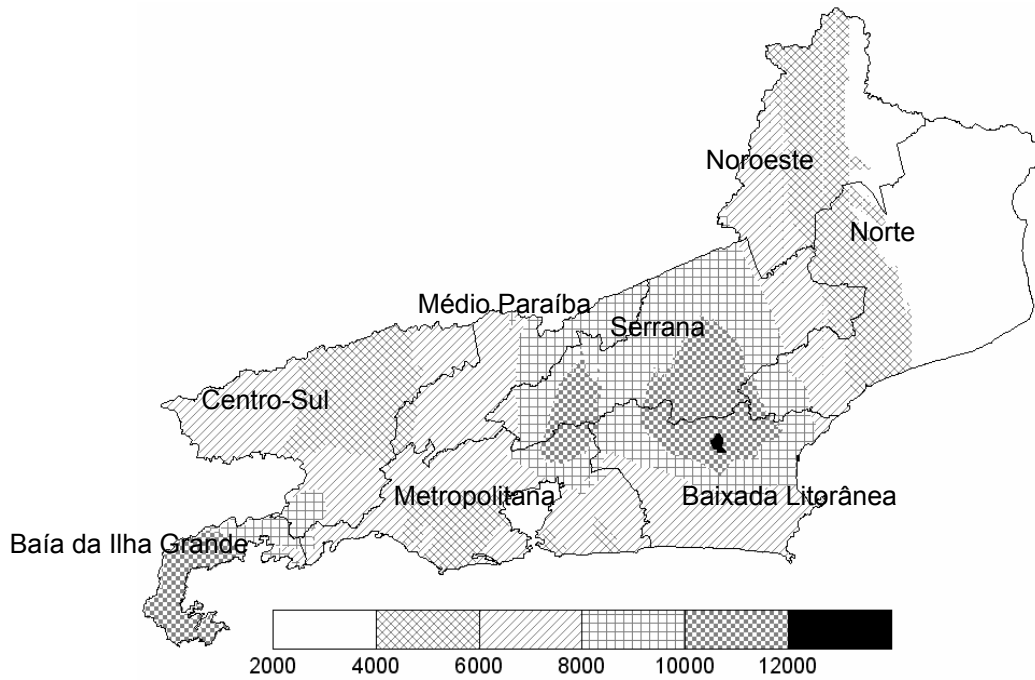 Noroeste
Norte
Médio Paraíba
Serrana
Centro-Sul
Metropolitana
Baixada Litorânea
Baía da Ilha Grande
2000 4000 6000 8000 10000 12000